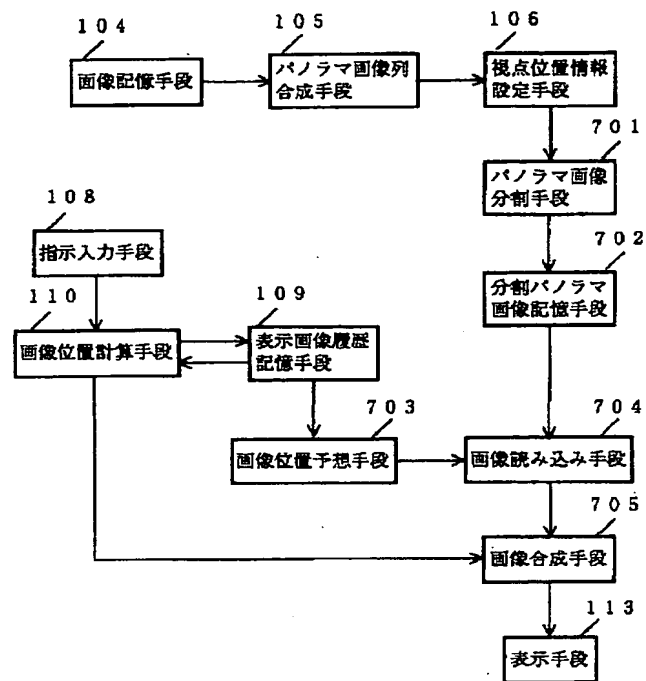 １０４
画像記憶手段
１０５
パノラマ画像列
合成手段
１０６
視点位置情報
設定手段
７０１
パノラマ画像
分割手段
７０２
分割パノラマ
画像記憶手段
１０８
指示入力手段
１１０
画像位置計算手段
１０９
表示画像履歴
記憶手段
７０３
画像位置予想手段
７０４
画像読み込み手段
７０５
画像合成手段
１１３
表示手段